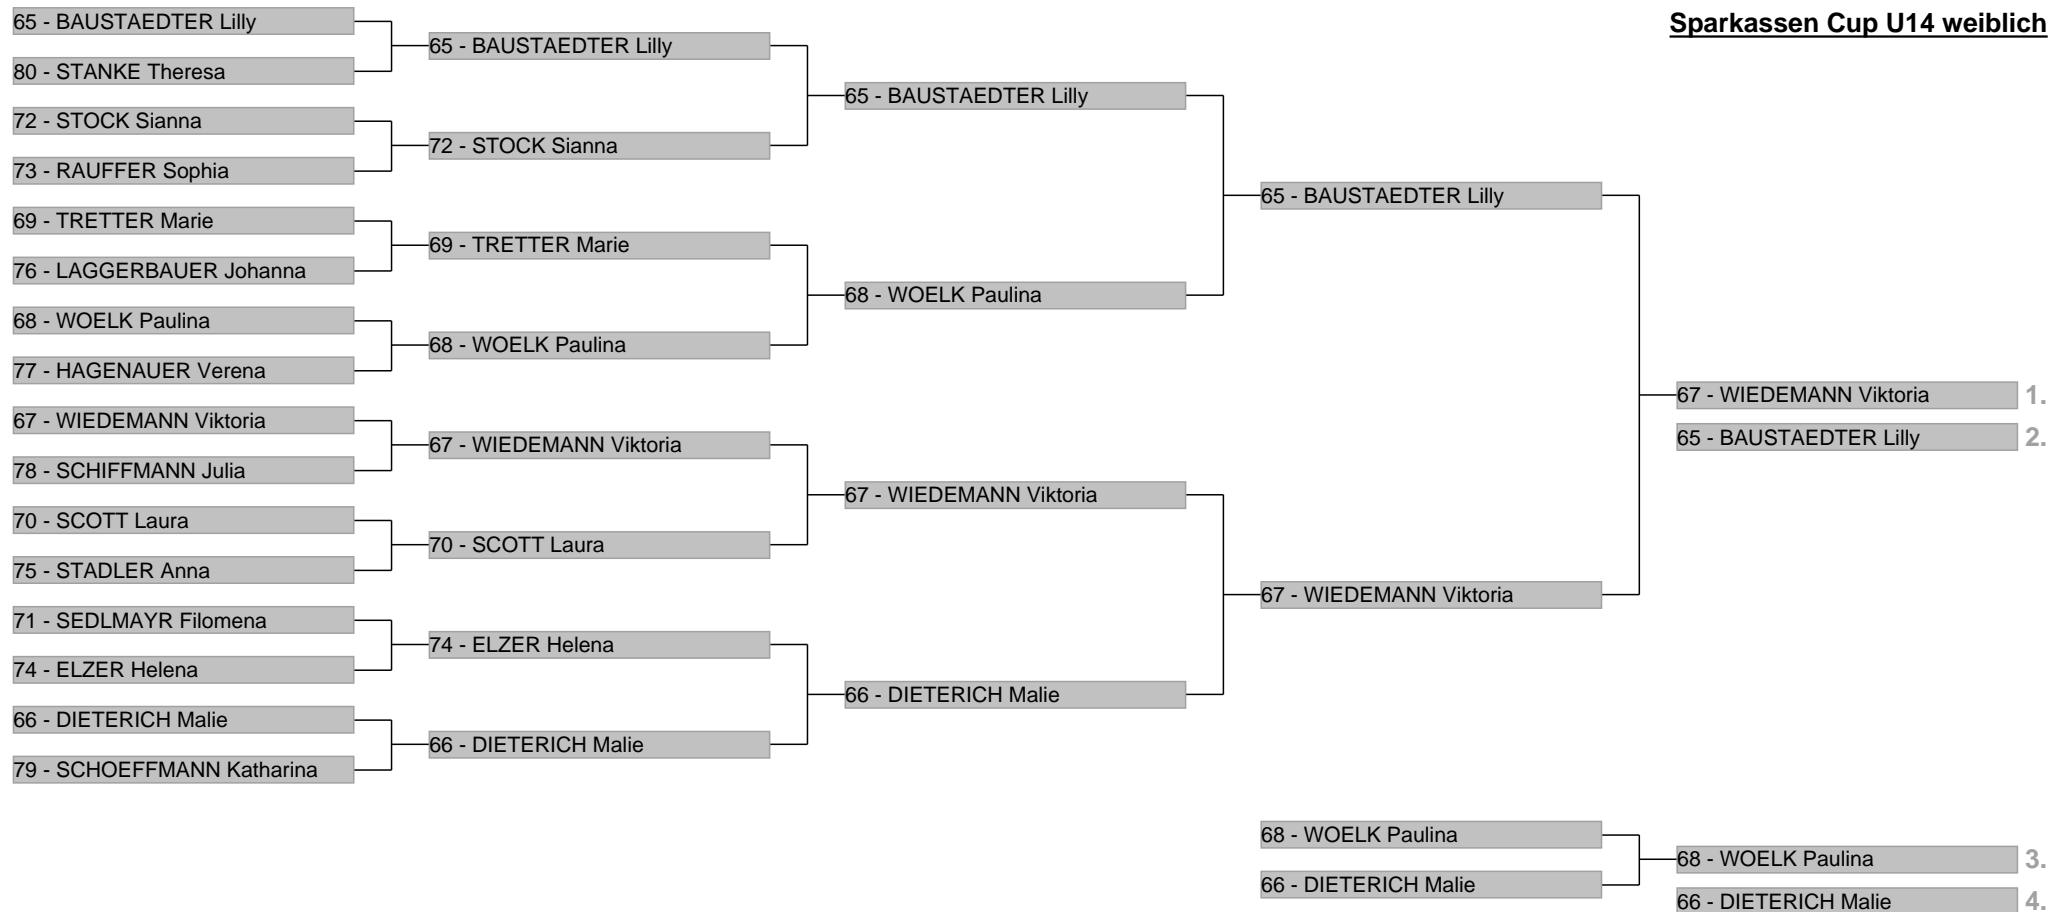 Sparkassen Cup U14 weiblich
65 - BAUSTAEDTER Lilly
80 - STANKE Theresa
72 - STOCK Sianna
73 - RAUFFER Sophia
69 - TRETTER Marie
76 - LAGGERBAUER Johanna
68 - WOELK Paulina
77 - HAGENAUER Verena
67 - WIEDEMANN Viktoria
78 - SCHIFFMANN Julia
70 - SCOTT Laura
75 - STADLER Anna
71 - SEDLMAYR Filomena
74 - ELZER Helena
66 - DIETERICH Malie
79 - SCHOEFFMANN Katharina
65 - BAUSTAEDTER Lilly
72 - STOCK Sianna
69 - TRETTER Marie
68 - WOELK Paulina
67 - WIEDEMANN Viktoria
70 - SCOTT Laura
74 - ELZER Helena
66 - DIETERICH Malie
65 - BAUSTAEDTER Lilly
68 - WOELK Paulina
67 - WIEDEMANN Viktoria
66 - DIETERICH Malie
65 - BAUSTAEDTER Lilly
67 - WIEDEMANN Viktoria
67 - WIEDEMANN Viktoria 1.
65 - BAUSTAEDTER Lilly 2.
68 - WOELK Paulina
66 - DIETERICH Malie
68 - WOELK Paulina 3.
66 - DIETERICH Malie 4.